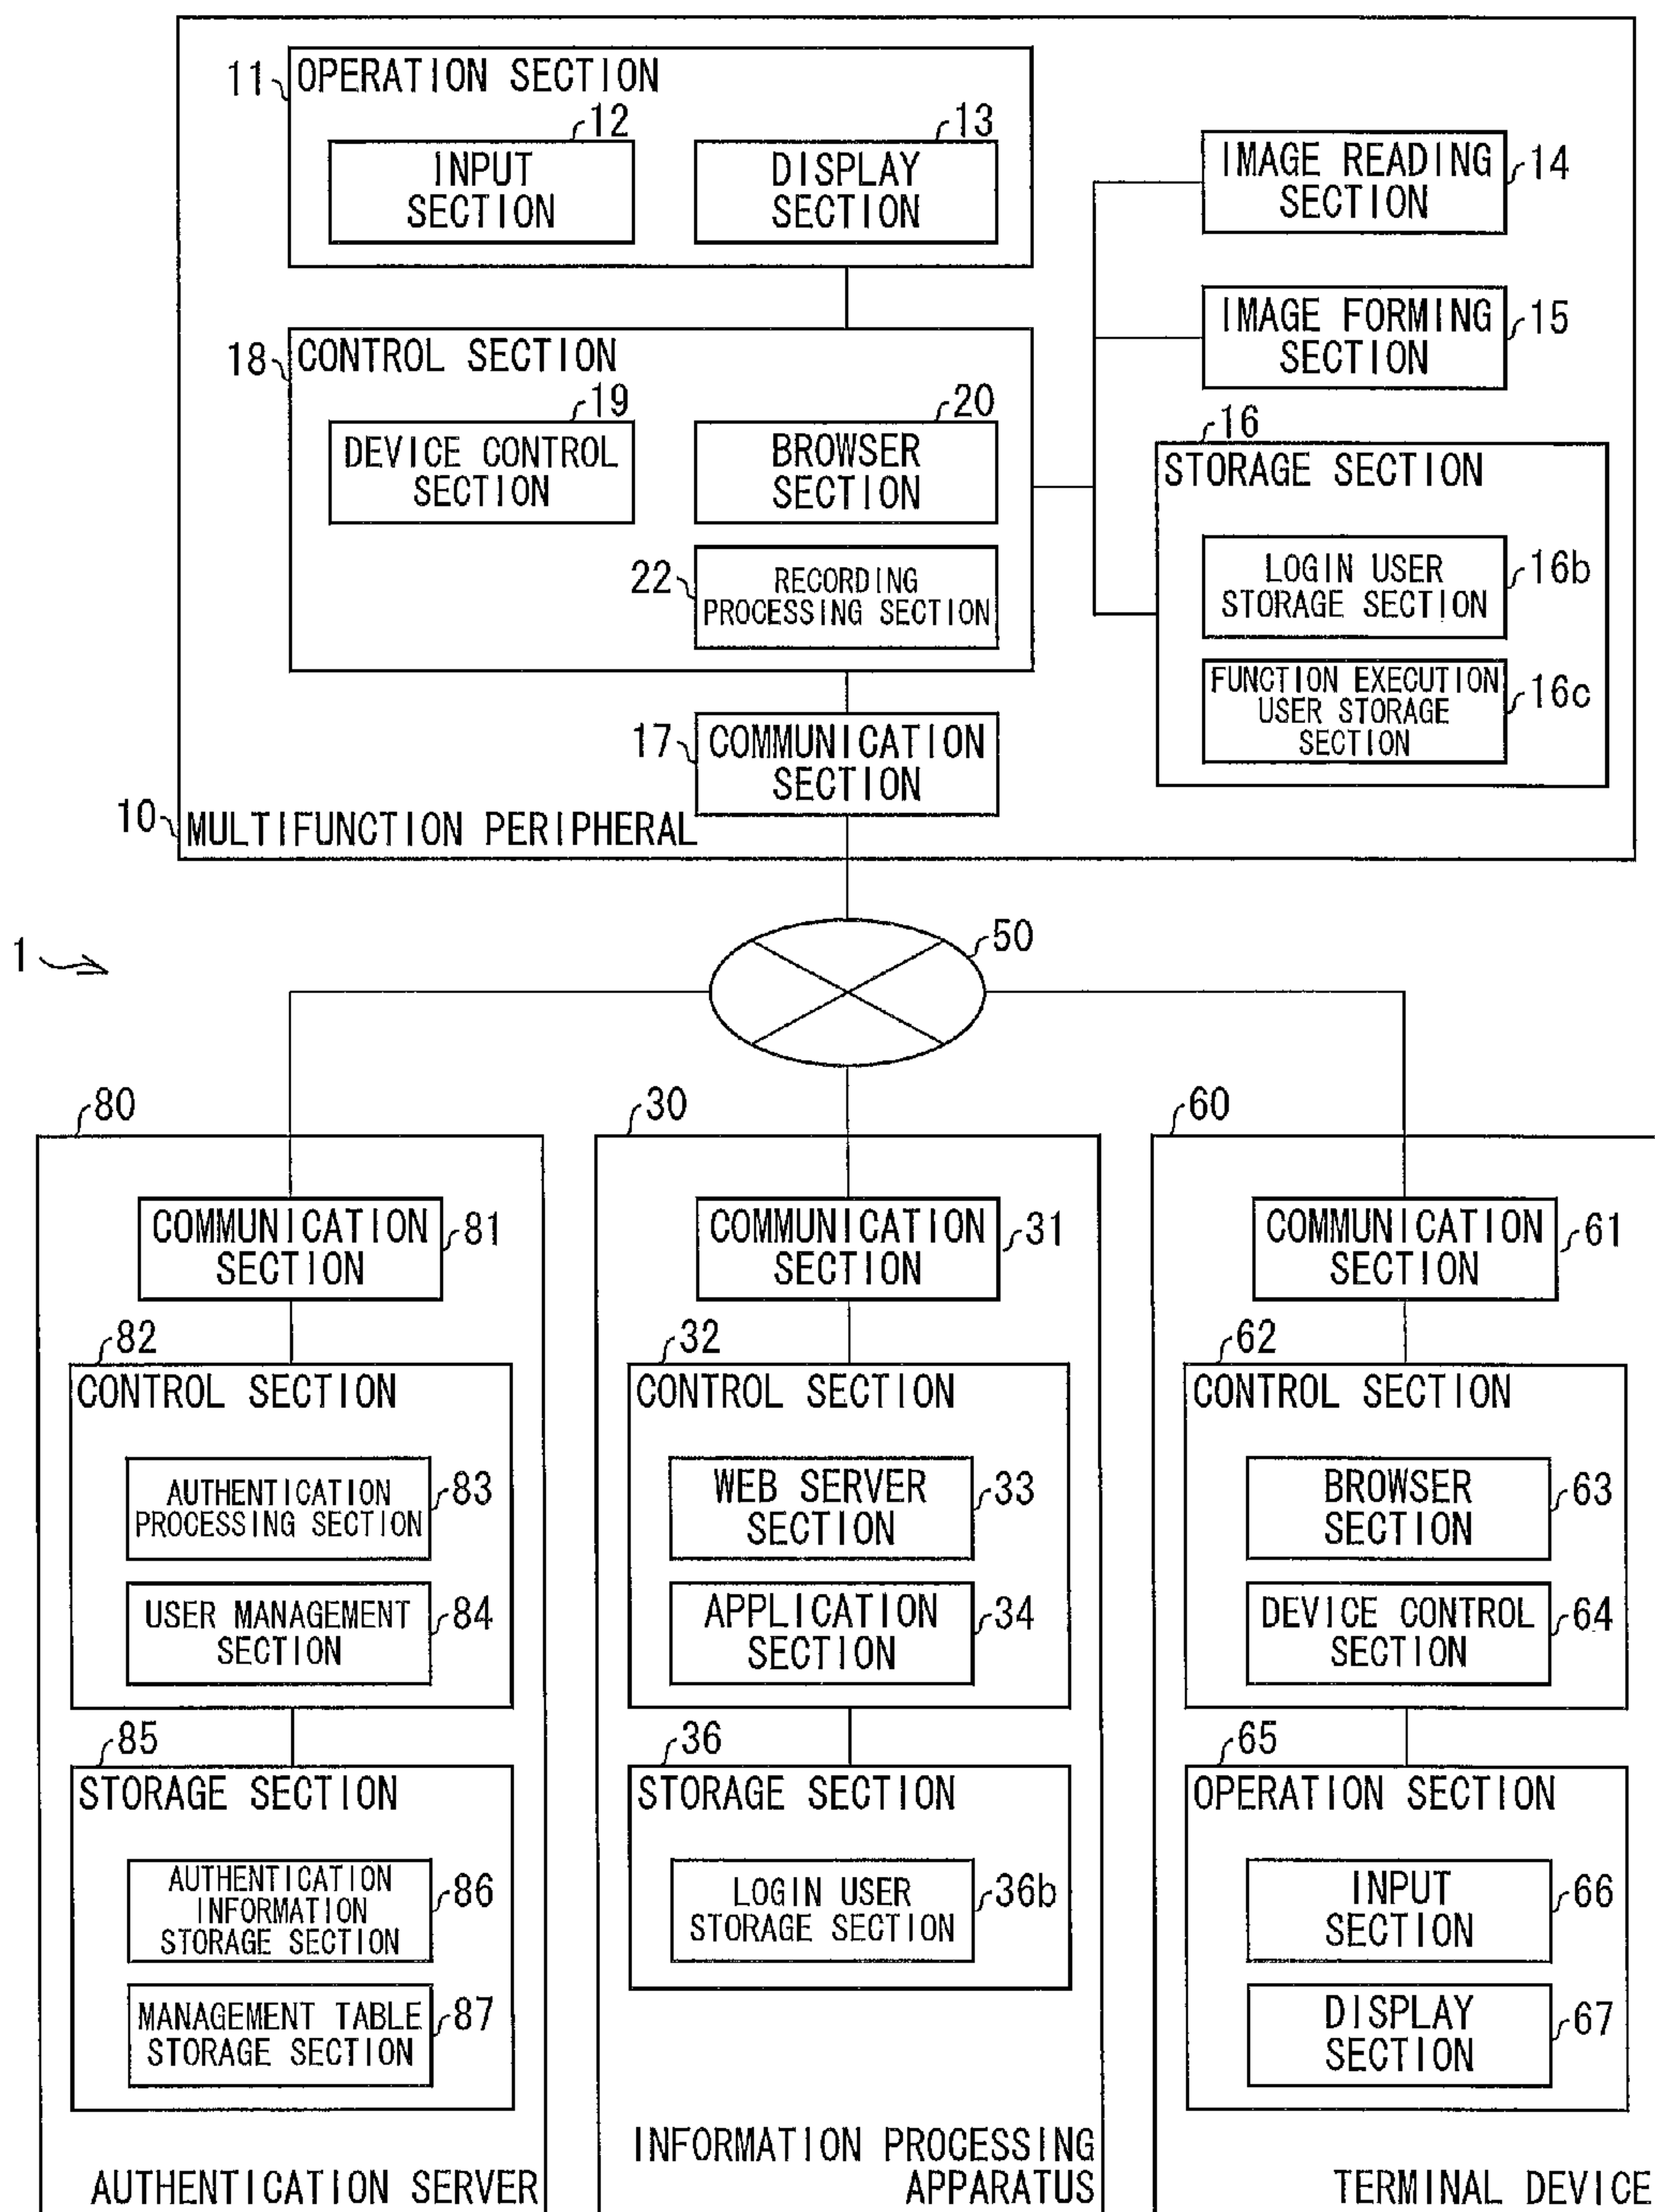 11
OPERATION SECTION
12
INPUT
SECTION
13
DISPLAY
SECTION
IMAGE READING
SECTION
14
IMAGE FORMING
SECTION
15
18
CONTROL SECTION
19
DEVICE CONTROL
SECTION
20
BROWSER
SECTION
22
RECORDING
PROCESSING SECTION
16
STORAGE SECTION
LOGIN USER
STORAGE SECTION
16b
FUNCTION EXECUTION
USER STORAGE
SECTION
16c
17
COMMUNICATION
SECTION
10
MULTIFUNCTION PERIPHERAL
1
50
80
COMMUNICATION
SECTION
81
82
CONTROL SECTION
AUTHENTICATION
PROCESSING SECTION
83
USER MANAGEMENT
SECTION
84
85
STORAGE SECTION
AUTHENTICATION
INFORMATION
STORAGE SECTION
86
MANAGEMENT TABLE
STORAGE SECTION
87
AUTHENTICATION SERVER
30
COMMUNICATION
SECTION
31
32
CONTROL SECTION
WEB SERVER
SECTION
33
APPLICATION
SECTION
34
36
STORAGE SECTION
LOGIN USER
STORAGE SECTION
36b
INFORMATION PROCESSING
APPARATUS
60
COMMUNICATION
SECTION
61
62
CONTROL SECTION
BROWSER
SECTION
63
DEVICE CONTROL
SECTION
64
65
OPERATION SECTION
INPUT
SECTION
66
DISPLAY
SECTION
67
TERMINAL DEVICE